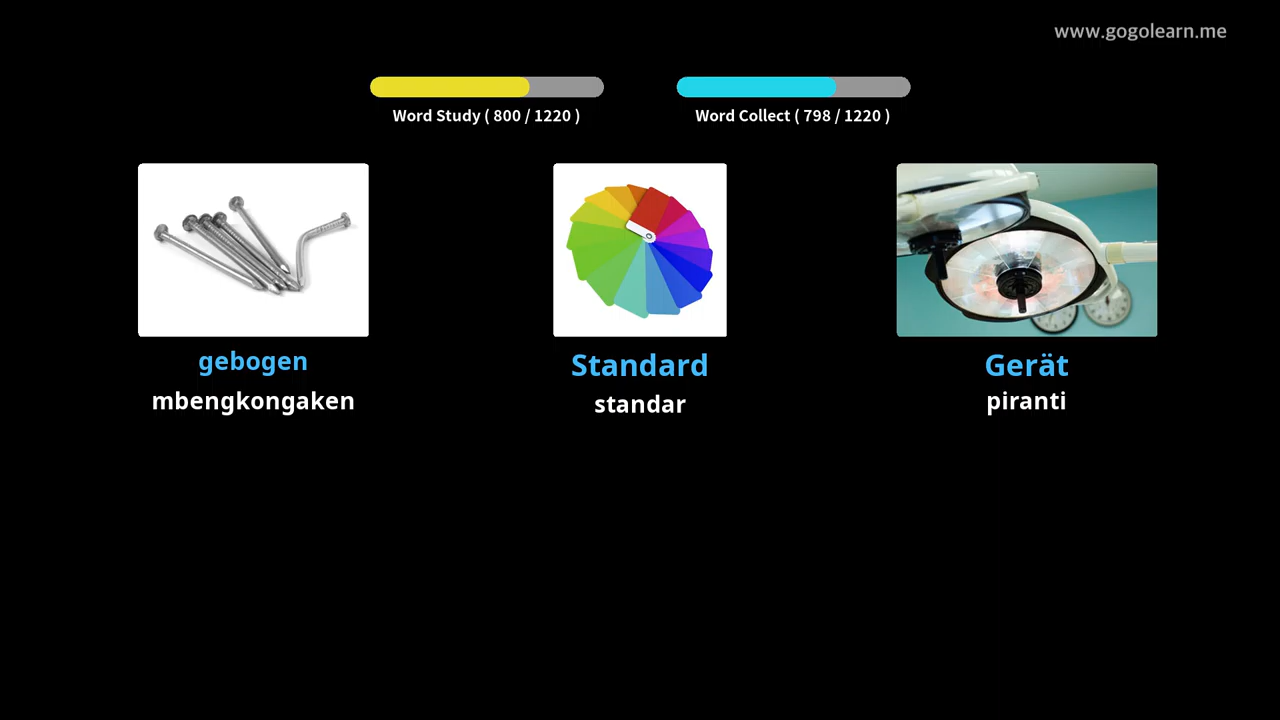 www.gogolearn.me
Word Study ( 800 / 1220 )
Word Collect ( 798 / 1220 )
gebogen
mbengkongaken
Standard
standar
Gerät
piranti